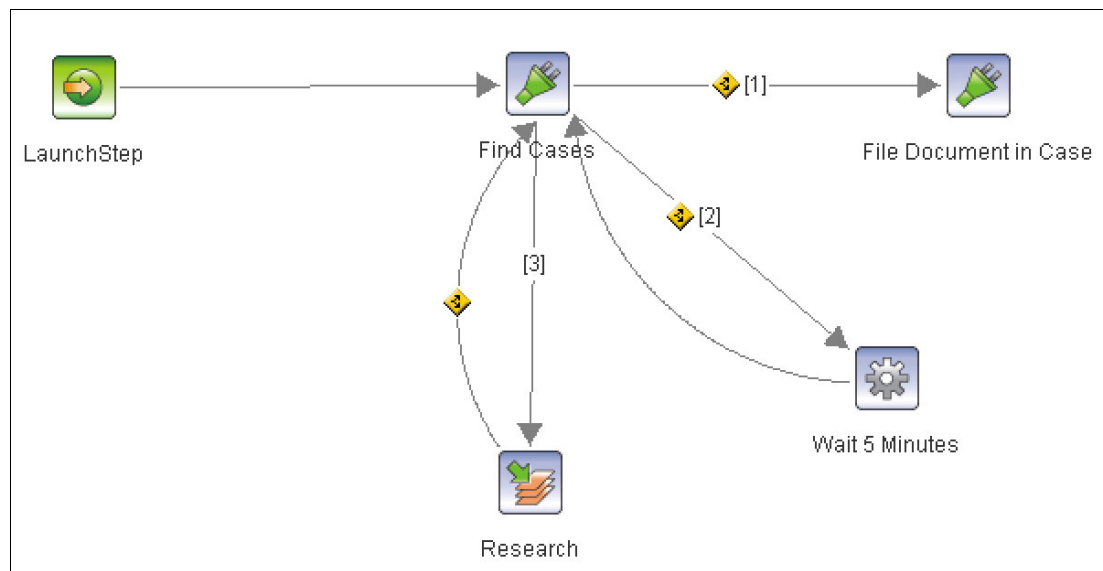 [1]
LaunchStep
Find Cases
File Document in Case
[2]
[3]
Wait 5 Minutes
Research